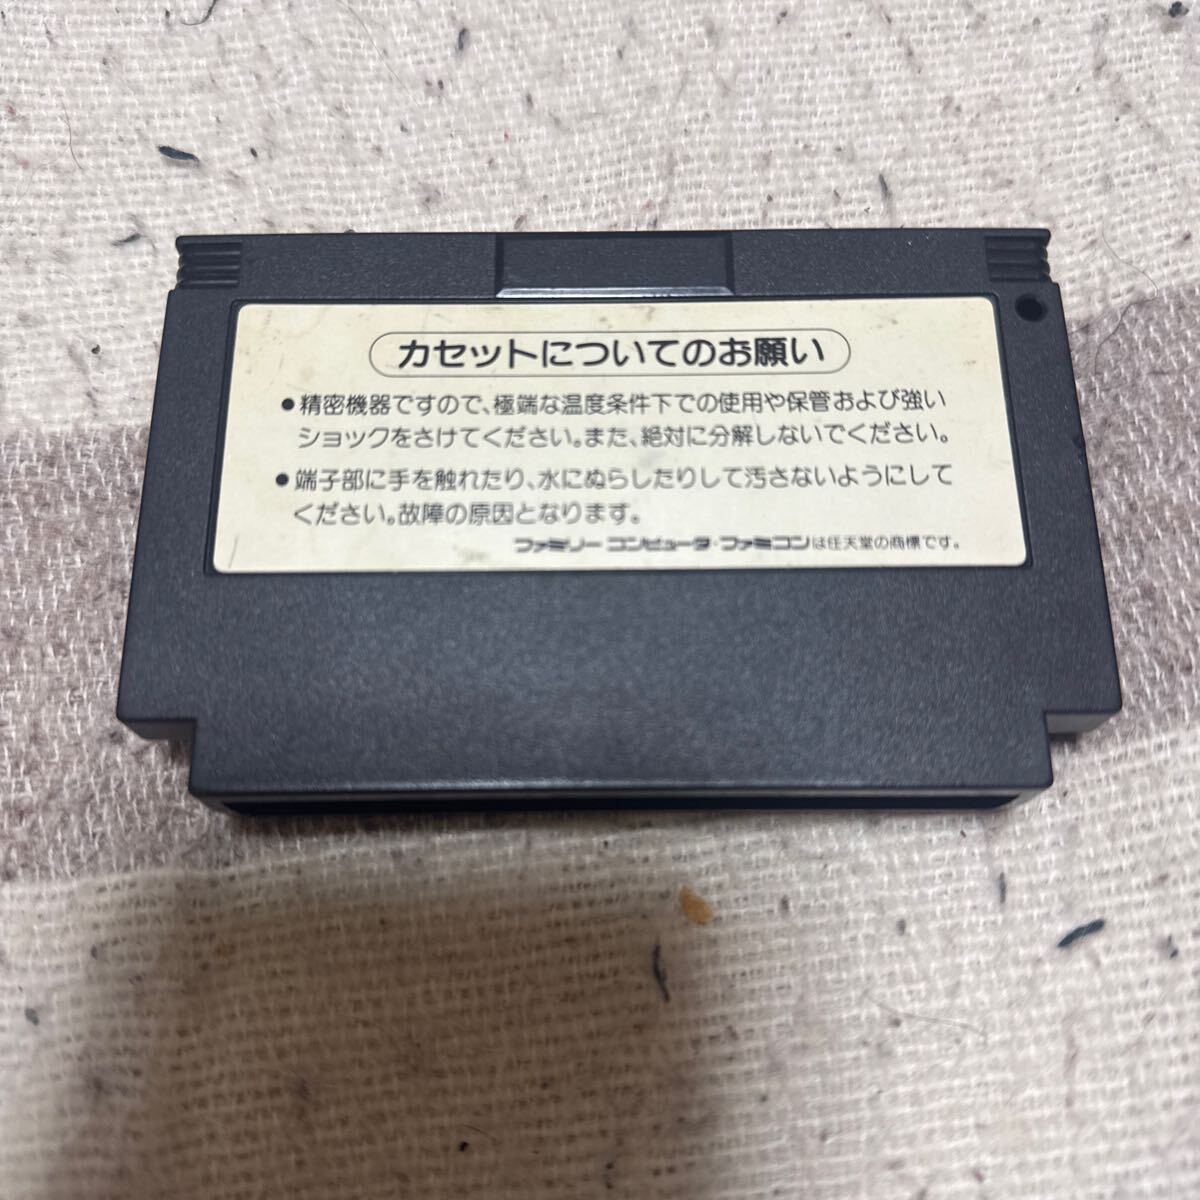 カセットについてのお願い
●精密機器ですので、極端な温度条件下での使用や保管および強い
ショックをさけてください。また、絶対に分解しないでください。
●端子部に手を触れたり、水にぬらしたりして汚さないようにして
ください。故障の原因となります。
ファミリーコンピュータ・ファミコンは任天堂の商標です。